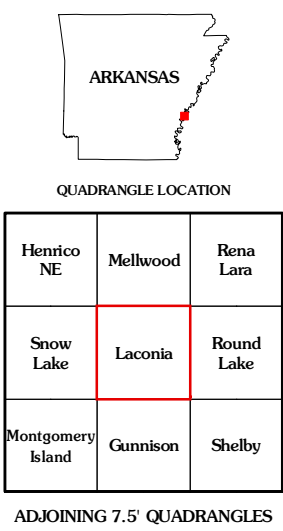 ARKANSAS
QUADRANGLE LOCATION
Henrico
NE
Mellwood
Rena
Lara
Snow
Lake
Laconia
Round
Lake
Montgomery
Island
Gunnison
Shelby
ADJOINING 7.5' QUADRANGLES